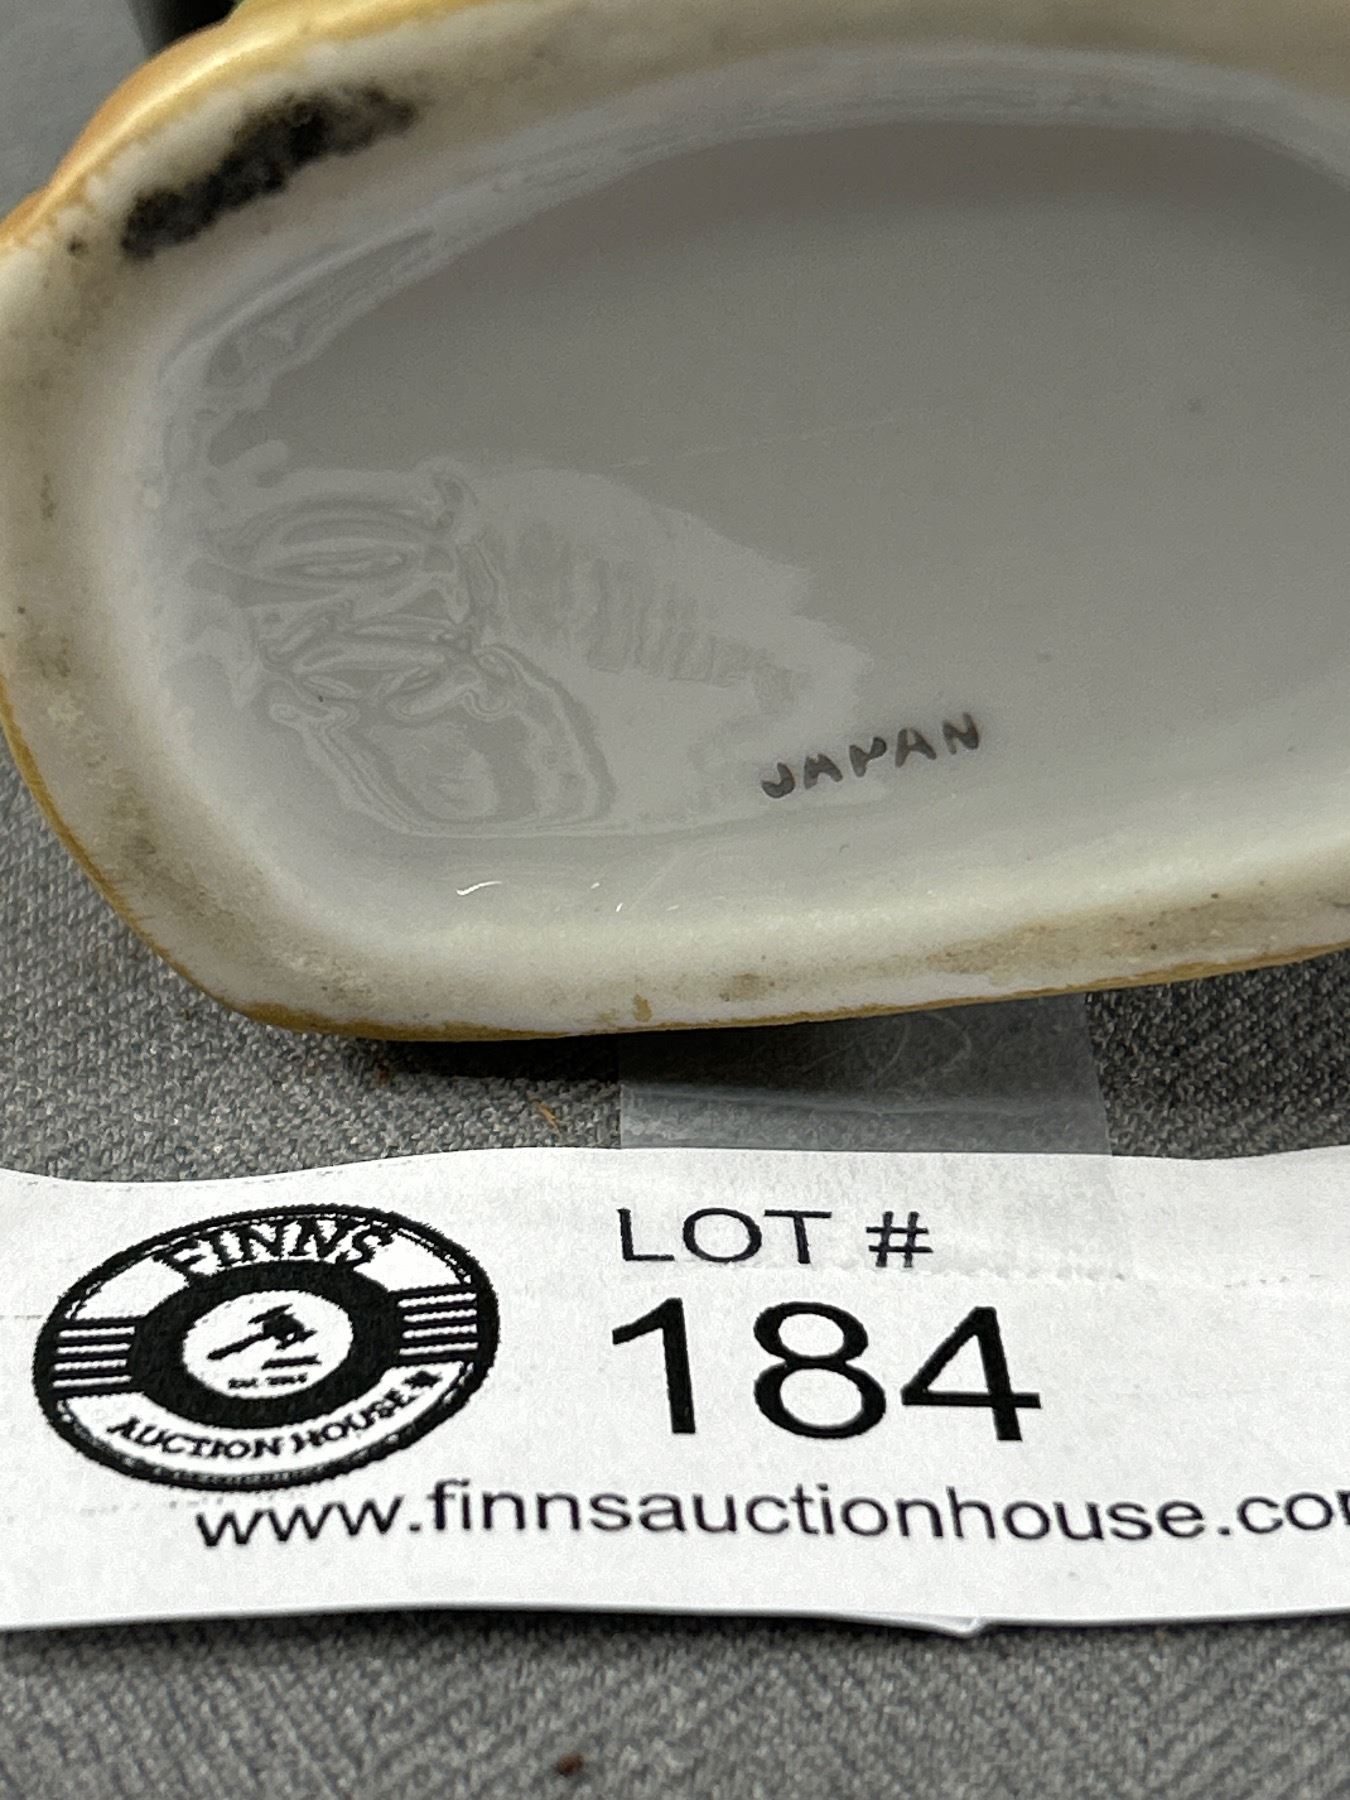 JAPAN
FINNS
AUCTION HOUSE
LOT #
184
www.finnsauctionhouse.co